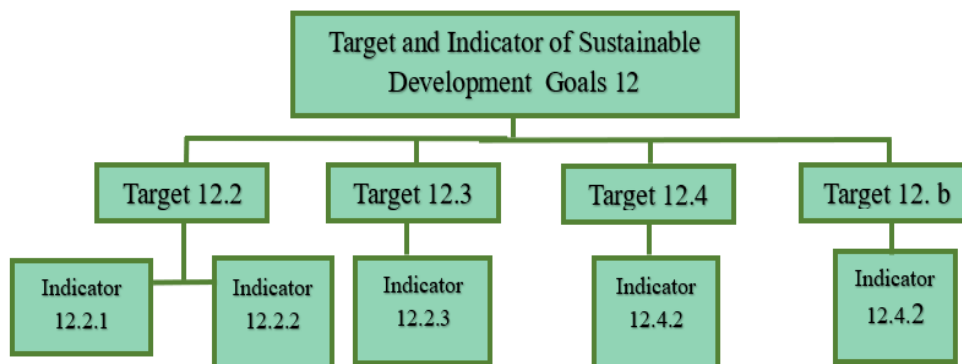 Target and Indicator of Sustainable
Development Goals 12
Target 12.2
Target 12.3
Target 12.4
Target 12. b
Indicator
12.2.1
Indicator
12.2.2
Indicator
12.2.3
Indicator
12.4.2
Indicator
12.4.2